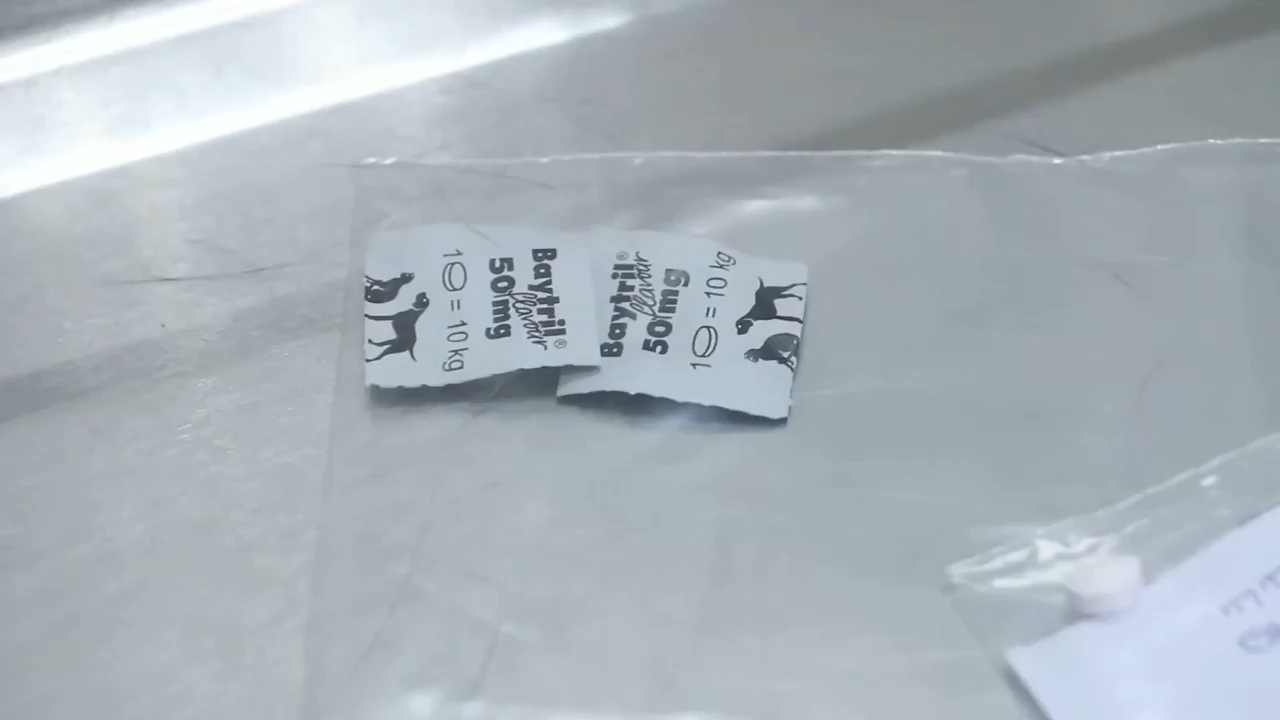 Baytril®
flavour
50mg
1 = 10 kg
Baytril®
flavour
50mg
1 = 10 kg